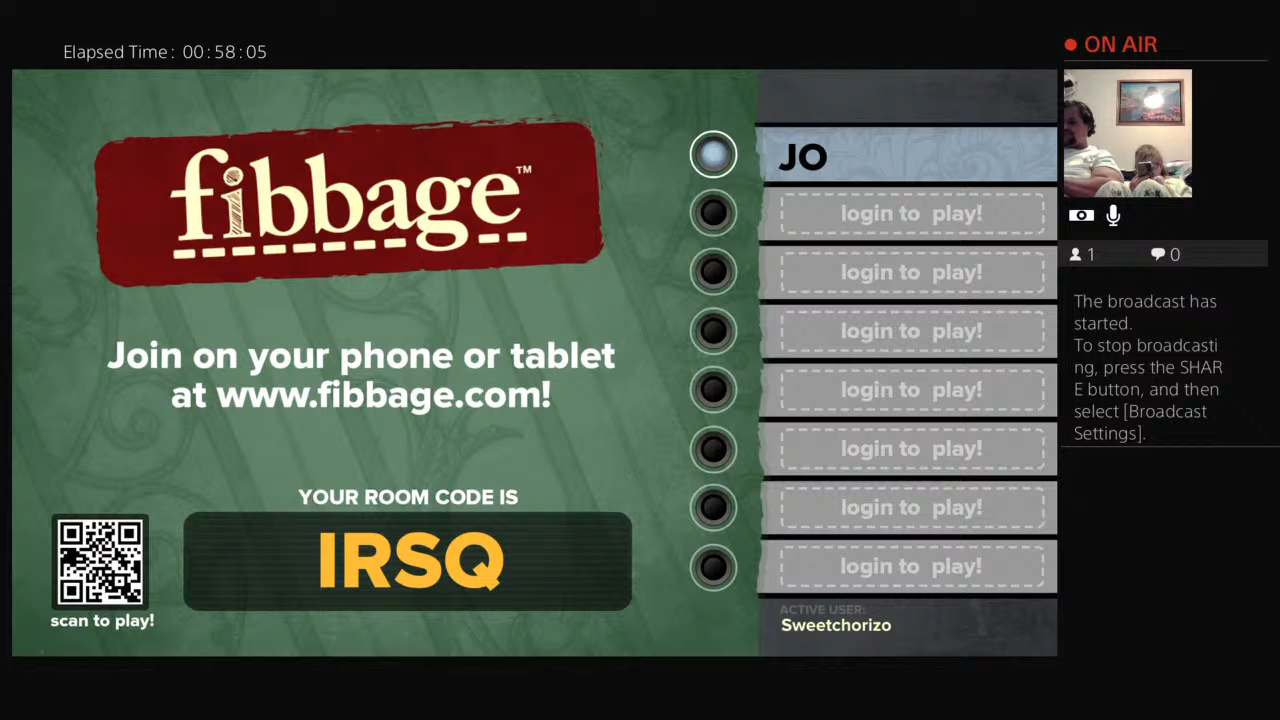 Elapsed Time: 00:58:05
ON AIR
fibbage™
JO
login to play!
login to play!
login to play!
login to play!
login to play!
login to play!
login to play!
Join on your phone or tablet
at www.fibbage.com!
YOUR ROOM CODE IS
IRSQ
scan to play!
ACTIVE USER:
Sweetchorizo
1 0
The broadcast has
started.
To stop broadcasti
ng, press the SHAR
E button, and then
select [Broadcast
Settings].